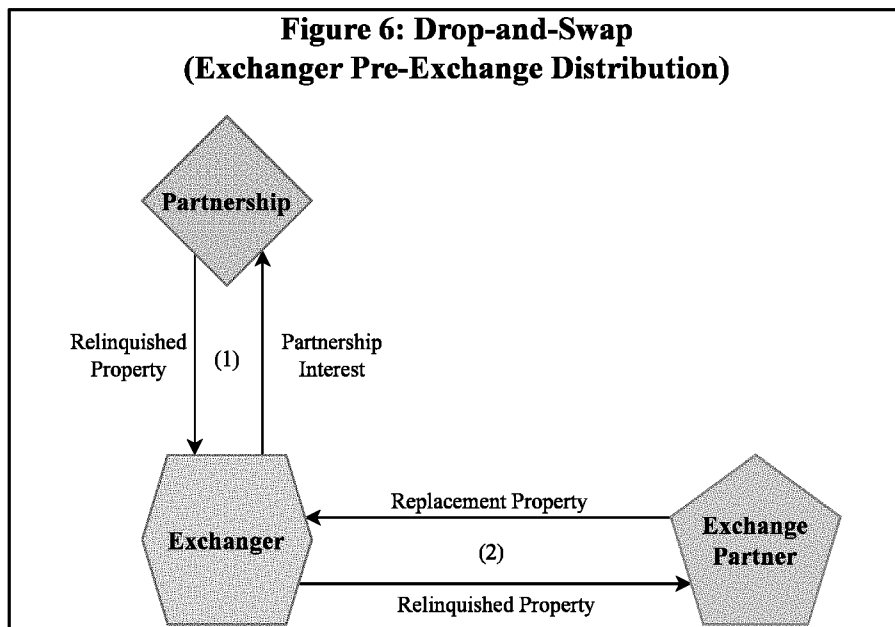 Figure 6: Drop-and-Swap
(Exchanger Pre-Exchange Distribution)
Partnership
Relinquished
Property
(1)
Partnership
Interest
Replacement Property
Exchanger
(2)
Exchange
Partner
Relinquished Property